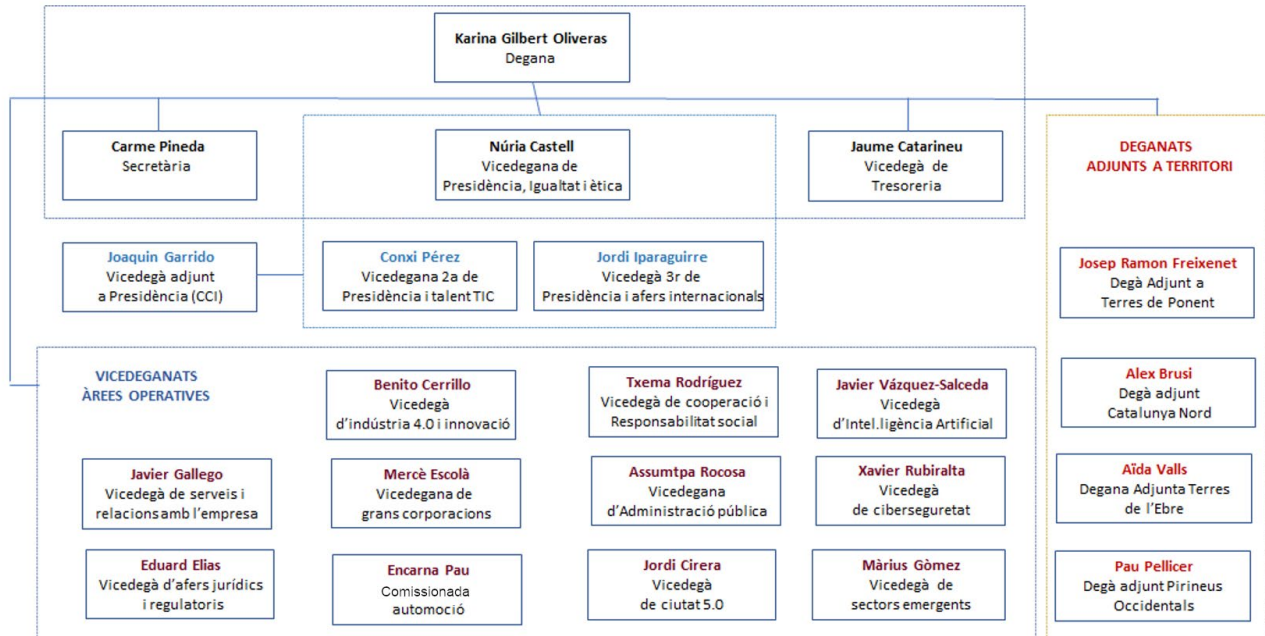 Karina Gilbert Oliveras
Degana
Carme Pineda
Secretària
Núria Castell
Vicedegana de
Presidència, Igualtat i ètica
Jaume Catarineu
Vicedegà de
Tresoreria
DEGANATS
ADJUNTS A TERRITORI
Joaquin Garrido
Vicedegà adjunt
a Presidència (CCI)
Conxi Pérez
Vicedegana 2a de
Presidència i talent TIC
Jordi Iparaguirre
Vicedegà 3r de
Presidència i afers internacionals
Josep Ramon Freixenet
Degà Adjunt a
Terres de Ponent
VICEDEGANATS
ÀREES OPERATIVES
Benito Cerrillo
Vicedegà
d'indústria 4.0 i innovació
Txema Rodríguez
Vicedegà de cooperació i
Responsabilitat social
Javier Vázquez-Salceda
Vicedegà
d'Intel.ligència Artificial
Alex Brusi
Degà adjunt
Catalunya Nord
Javier Gallego
Vicedegà de serveis i
relacions amb l'empresa
Mercè Escolà
Vicedegana de
grans corporacions
Assumtpa Rocosa
Vicedegana
d'Administració pública
Xavier Rubiralta
Vicedegà
de ciberseguretat
Aïda Valls
Degana Adjunta Terres
de l'Ebre
Eduard Elias
Vicedegà d'afers jurídics
i regulatoris
Encarna Pau
Comissionada
automoció
Jordi Cirera
Vicedegà
de ciutat 5.0
Màrius Gòmez
Vicedegà de
sectors emergents
Pau Pellicer
Degà adjunt Pirineus
Occidentals